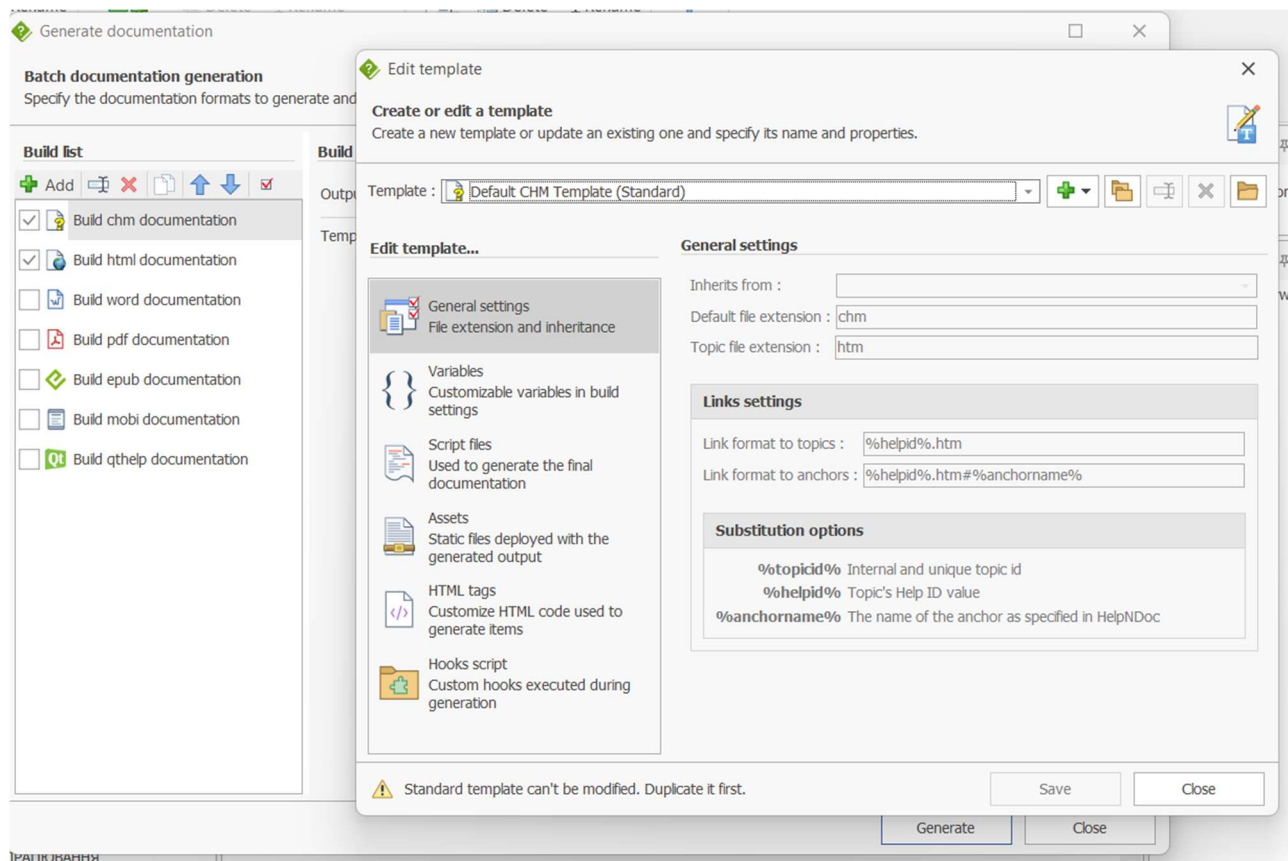 Rename
Delete
Rename
Delete
Rename
Generate documentation
Batch documentation generation
Specify the documentation formats to generate and
Build list
Add
Build chm documentation
Build html documentation
Build word documentation
Build pdf documentation
Build epub documentation
Build mobi documentation
Build qthelp documentation
Build
Outpu
Temp
Edit template
Create or edit a template
Create a new template or update an existing one and specify its name and properties.
Template :
Default CHM Template (Standard)
Edit template...
General settings
File extension and inheritance
Variables
Customizable variables in build
settings
Script files
Used to generate the final
documentation
Assets
Static files deployed with the
generated output
HTML tags
Customize HTML code used to
generate items
Hooks script
Custom hooks executed during
generation
General settings
Inherits from :
Default file extension : chm
Topic file extension : htm
Links settings
Link format to topics : %helpid%.htm
Link format to anchors : %helpid%.htm#%anchorname%
Substitution options
%topicid% Internal and unique topic id
%helpid% Topic's Help ID value
%anchorname% The name of the anchor as specified in HelpNDoc
Standard template can't be modified. Duplicate it first.
Save
Close
Generate
Close